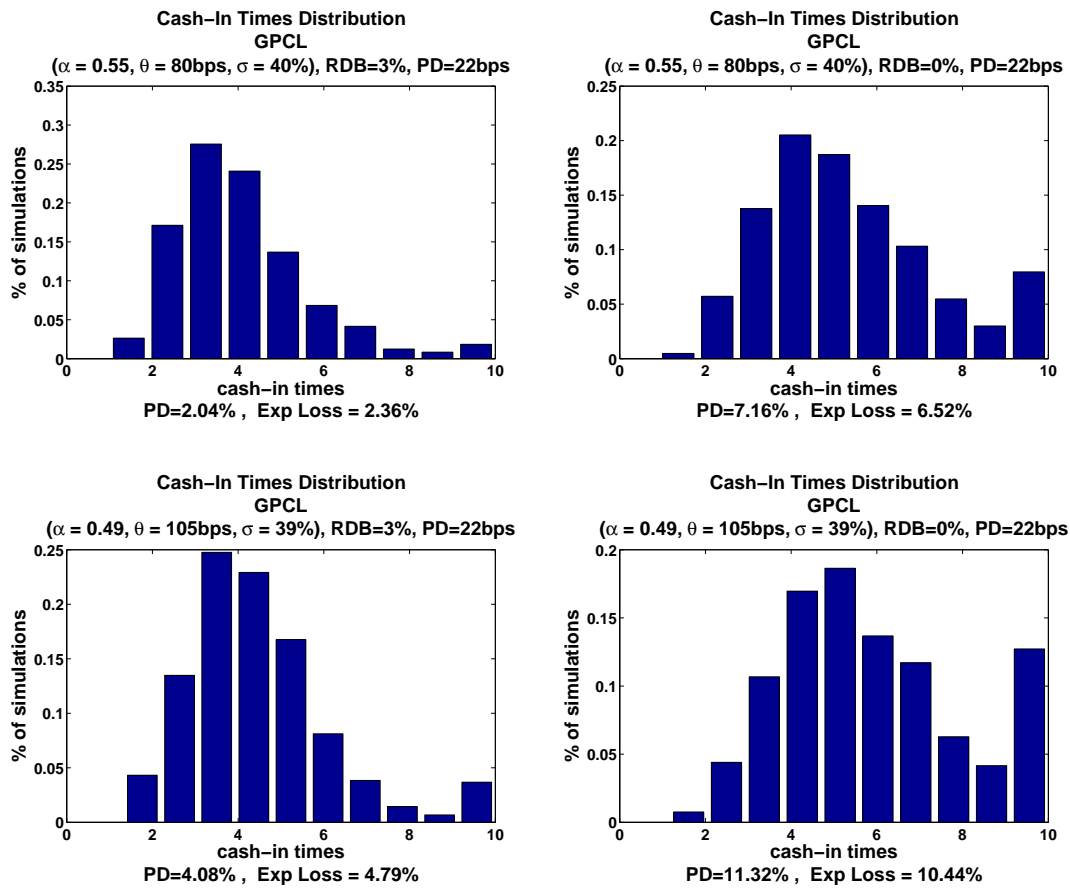 Cash−In Times Distribution
GPCL
(α = 0.55, θ = 80bps, σ = 40%), RDB=3%, PD=22bps
% of simulations
0.35
0.3
0.25
0.2
0.15
0.1
0.05
0
0 2 4 6 8 10
cash−in times
PD=2.04% , Exp Loss = 2.36%
Cash−In Times Distribution
GPCL
(α = 0.55, θ = 80bps, σ = 40%), RDB=0%, PD=22bps
% of simulations
0.25
0.2
0.15
0.1
0.05
0
0 2 4 6 8 10
cash−in times
PD=7.16% , Exp Loss = 6.52%
Cash−In Times Distribution
GPCL
(α = 0.49, θ = 105bps, σ = 39%), RDB=3%, PD=22bps
% of simulations
0.25
0.2
0.15
0.1
0.05
0
0 2 4 6 8 10
cash−in times
PD=4.08% , Exp Loss = 4.79%
Cash−In Times Distribution
GPCL
(α = 0.49, θ = 105bps, σ = 39%), RDB=0%, PD=22bps
% of simulations
0.2
0.15
0.1
0.05
0
0 2 4 6 8 10
cash−in times
PD=11.32% , Exp Loss = 10.44%